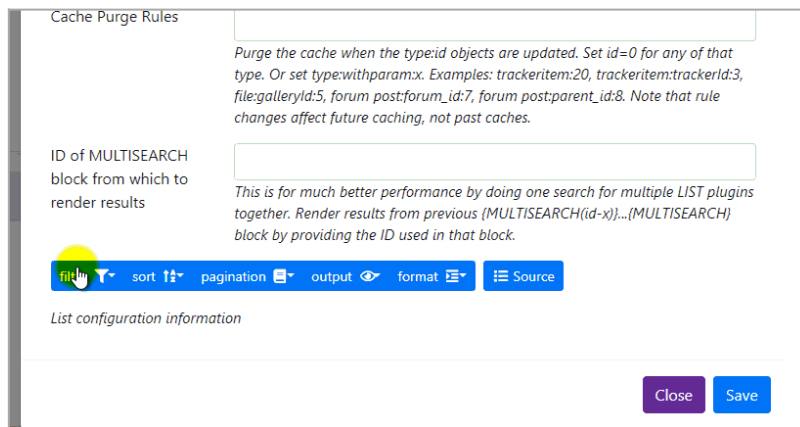 Cache Purge Rules
Purge the cache when the type:id objects are updated. Set id=0 for any of that
type. Or set type:withparam:x. Examples: trackeritem:20, trackeritem:trackerId:3,
file:galleryId:5, forum post:forum_id:7, forum post:parent_id:8. Note that rule
changes affect future caching, not past caches.
ID of MULTISEARCH
block from which to
render results
This is for much better performance by doing one search for multiple LIST plugins
together. Render results from previous {MULTISEARCH(id-x)}...{MULTISEARCH}
block by providing the ID used in that block.
sort pagination output format Source
List configuration information
Close Save